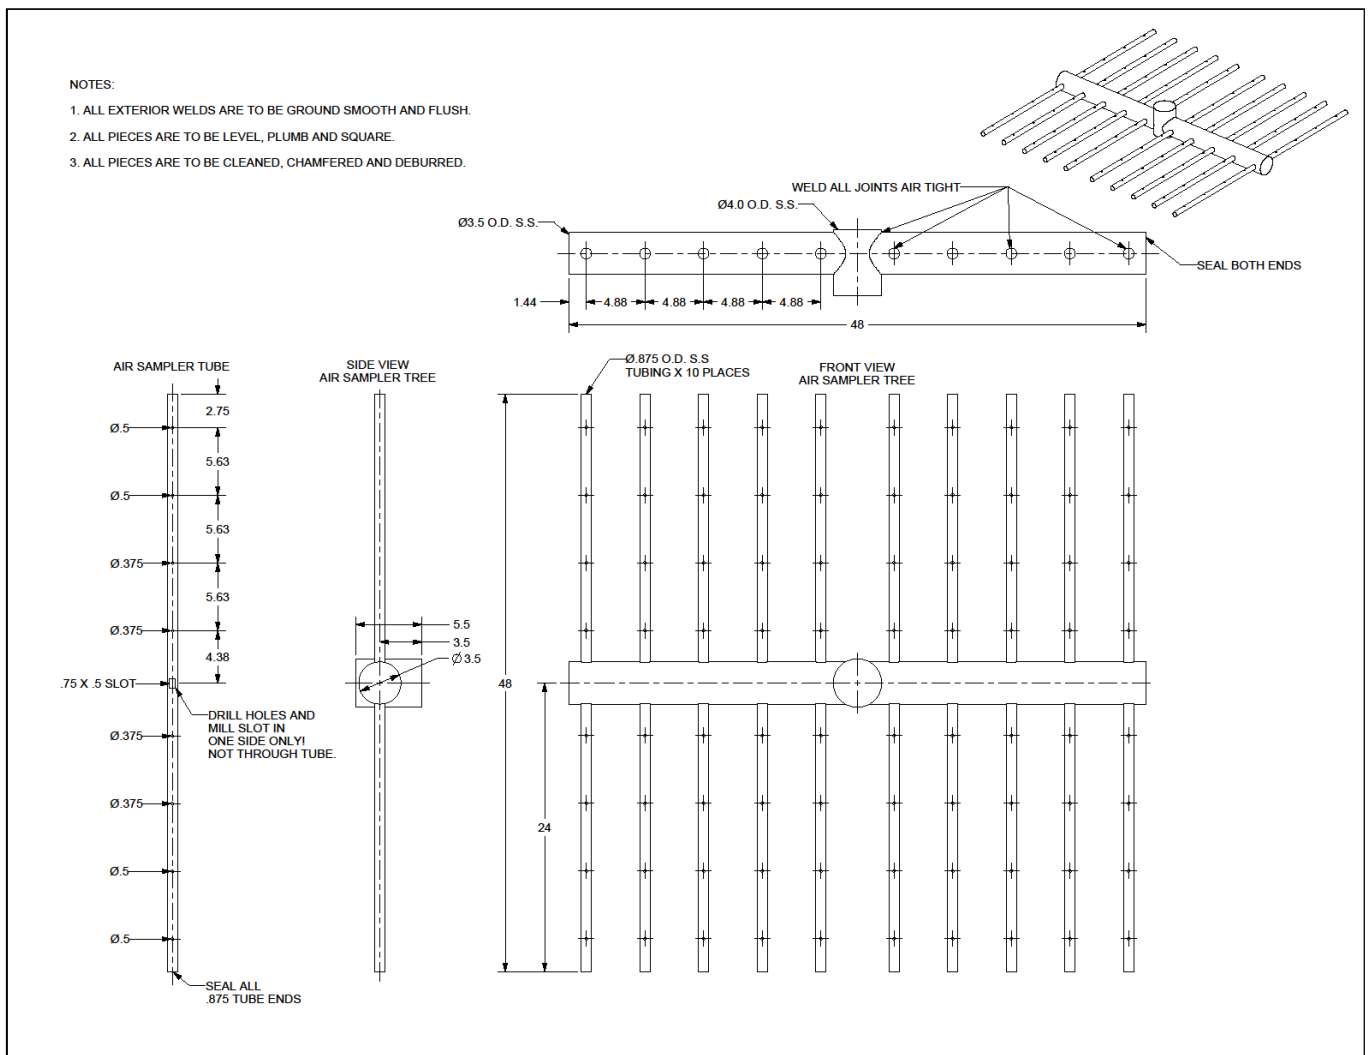 NOTES:
1. ALL EXTERIOR WELDS ARE TO BE GROUND SMOOTH AND FLUSH.
2. ALL PIECES ARE TO BE LEVEL, PLUMB AND SQUARE.
3. ALL PIECES ARE TO BE CLEANED, CHAMFERED AND DEBURRED.
WELD ALL JOINTS AIR TIGHT
Ø4.0 O.D. S.S.
Ø3.5 O.D. S.S.
SEAL BOTH ENDS
1.44
4.88
4.88
4.88
4.88
48
AIR SAMPLER TUBE
2.75
Ø.5
5.63
Ø.5
5.63
Ø.375
5.63
Ø.375
4.38
.75 X .5 SLOT
DRILL HOLES AND
MILL SLOT IN
ONE SIDE ONLY!
NOT THROUGH TUBE.
Ø.375
Ø.375
Ø.5
Ø.5
SEAL ALL
.875 TUBE ENDS
SIDE VIEW
AIR SAMPLER TREE
5.5
3.5
Ø3.5
Ø.875 O.D. S.S
TUBING X 10 PLACES
FRONT VIEW
AIR SAMPLER TREE
48
24